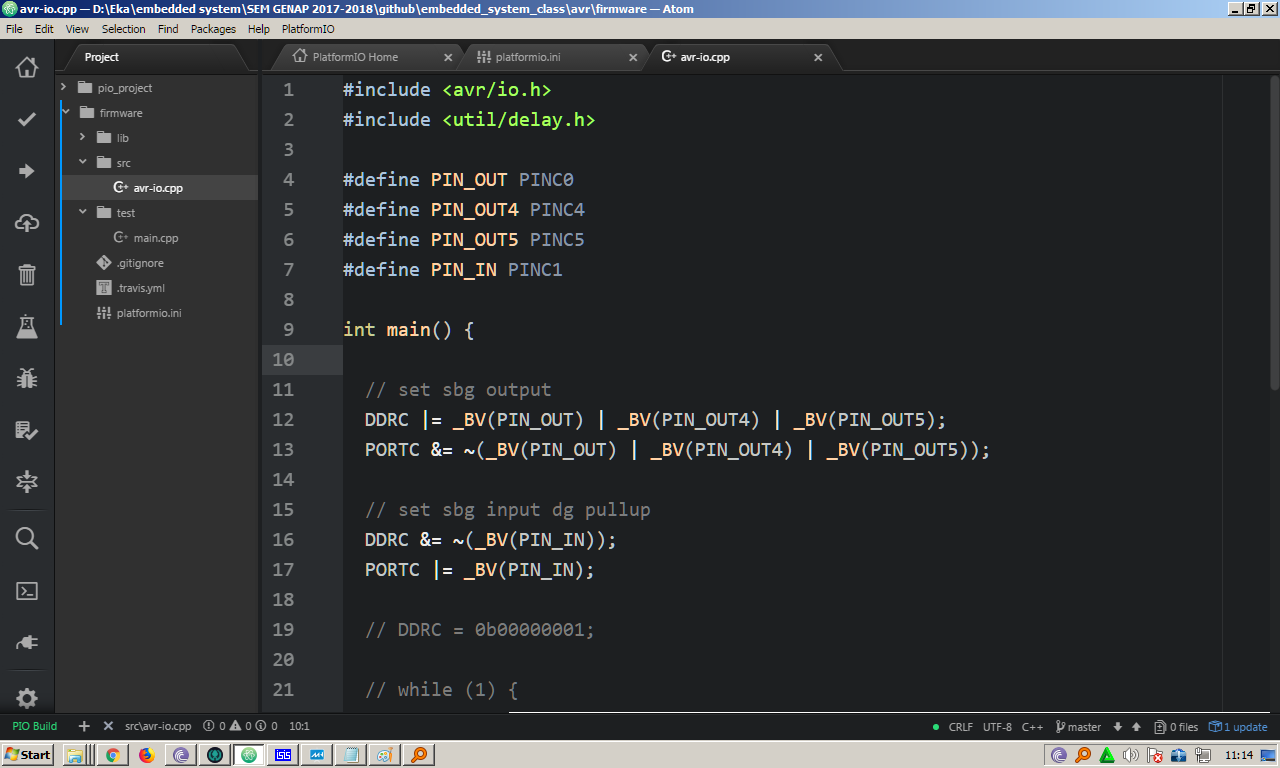 avr-io.cpp — D:\Eka\embedded system\SEM GENAP 2017-2018\github\embedded_system_class\avr\firmware — Atom
File Edit View Selection Find Packages Help PlatformIO
Project
PlatformIO Home
platformio.ini
avr-io.cpp
pio_project
firmware
lib
src
avr-io.cpp
test
main.cpp
.gitignore
.travis.yml
platformio.ini
1 #include <avr/io.h>
2 #include <util/delay.h>
3
4 #define PIN_OUT PINC0
5 #define PIN_OUT4 PINC4
6 #define PIN_OUT5 PINC5
7 #define PIN_IN PINC1
8
9 int main() {
10
11 // set sbg output
12 DDRC |= _BV(PIN_OUT) | _BV(PIN_OUT4) | _BV(PIN_OUT5);
13 PORTC &= ~(_BV(PIN_OUT) | _BV(PIN_OUT4) | _BV(PIN_OUT5));
14
15 // set sbg input dg pullup
16 DDRC &= ~(_BV(PIN_IN));
17 PORTC |= _BV(PIN_IN);
18
19 // DDRC = 0b00000001;
20
21 // while (1) {
PIO Build src\avr-io.cpp 0 0 0 10:1 CRLF UTF-8 C++ master 0 files 1 update
Start 11:14